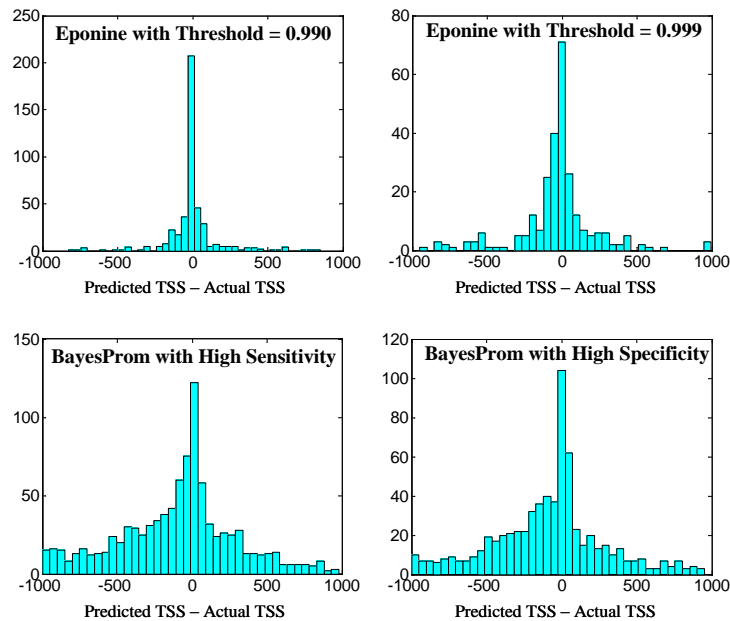 Eponine with Threshold = 0.990
250
200
150
100
50
0
-1000 -500 0 500 1000
Predicted TSS – Actual TSS
Eponine with Threshold = 0.999
80
60
40
20
0
-1000 -500 0 500 1000
Predicted TSS – Actual TSS
BayesProm with High Sensitivity
150
100
50
0
-1000 -500 0 500 1000
Predicted TSS – Actual TSS
BayesProm with High Specificity
120
100
80
60
40
20
0
-1000 -500 0 500 1000
Predicted TSS – Actual TSS